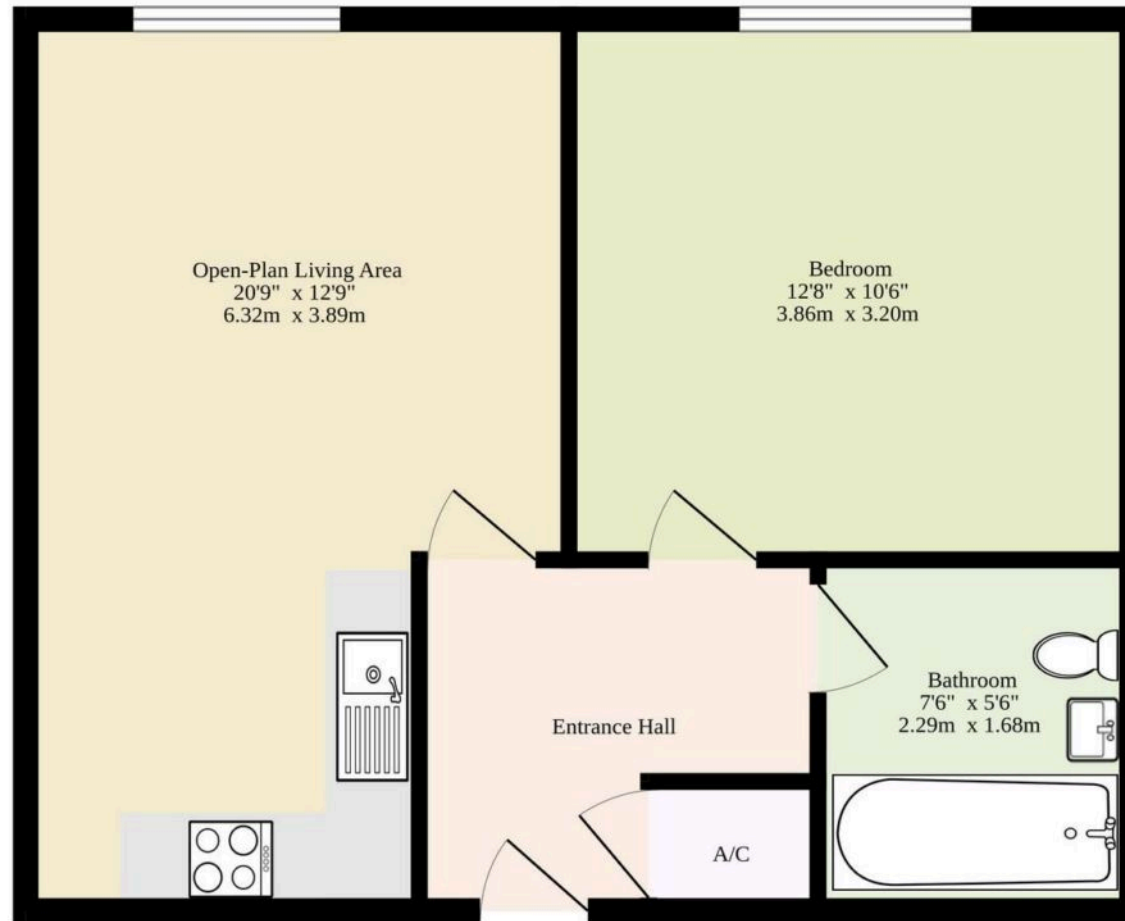 Open-Plan Living Area
20'9" x 12'9"
6.32m x 3.89m
Bedroom
12'8" x 10'6"
3.86m x 3.20m
Bathroom
7'6" x 5'6"
2.29m x 1.68m
Entrance Hall
A/C